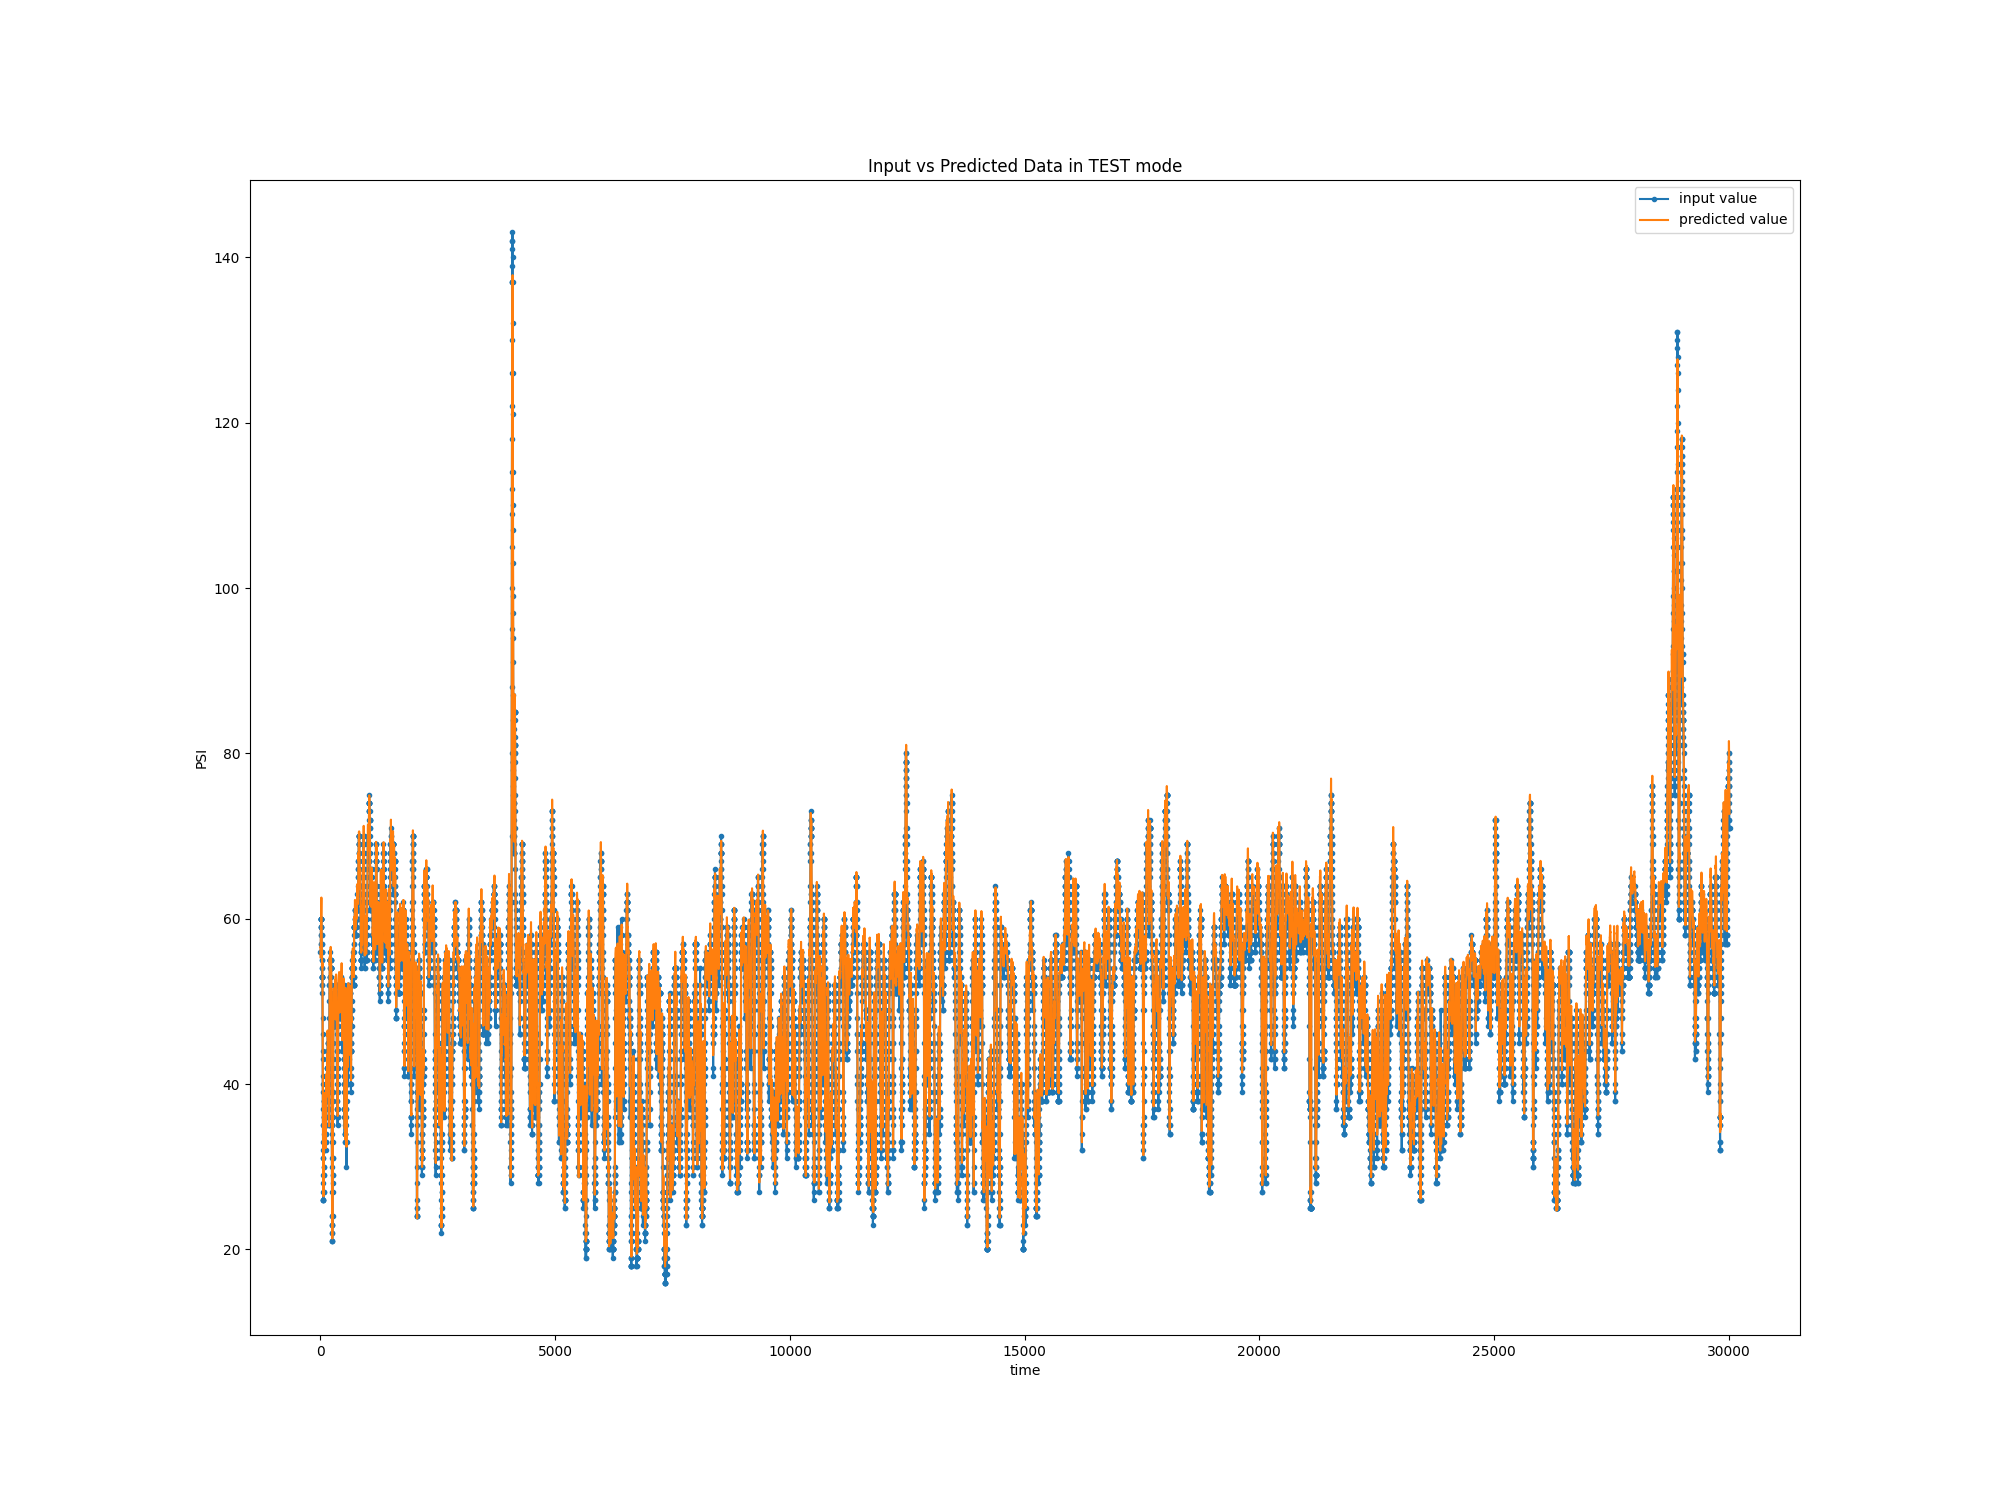 Input vs Predicted Data in TEST mode
input value
predicted value
140
120
100
80
60
40
20
PSI
0 5000 10000 15000 20000 25000 30000
time